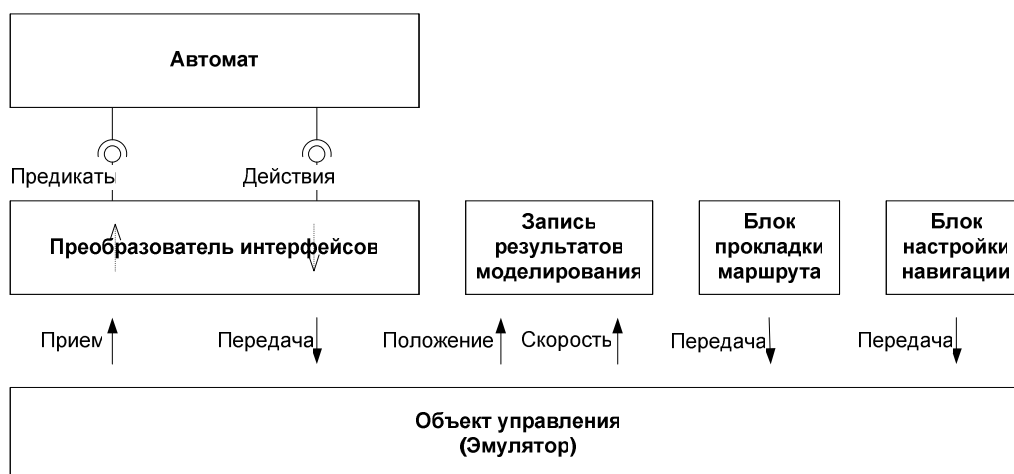 Автомат
Предикаты
Действия
Преобразователь интерфейсов
Запись
результатов
моделирования
Блок
прокладки
маршрута
Блок
настройки
навигации
Прием
Передача
Положение
Скорость
Передача
Передача
Объект управления
(Эмулятор)